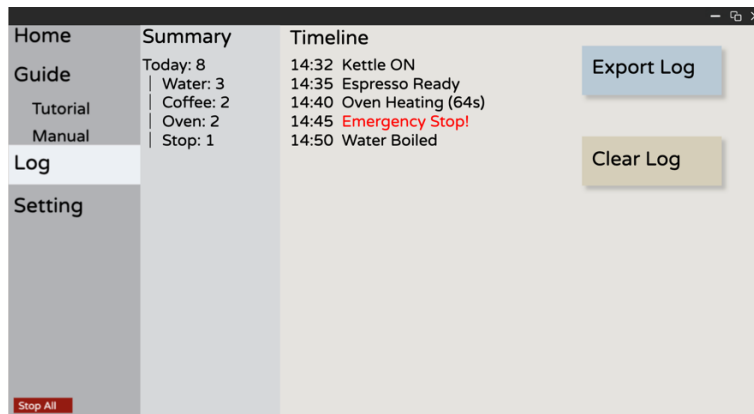 Home
Guide
Tutorial
Manual
Log
Setting
Stop All
Summary
Today: 8
Water: 3
Coffee: 2
Oven: 2
Stop: 1
Timeline
14:32 Kettle ON
14:35 Espresso Ready
14:40 Oven Heating (64s)
14:45 Emergency Stop!
14:50 Water Boiled
Export Log
Clear Log